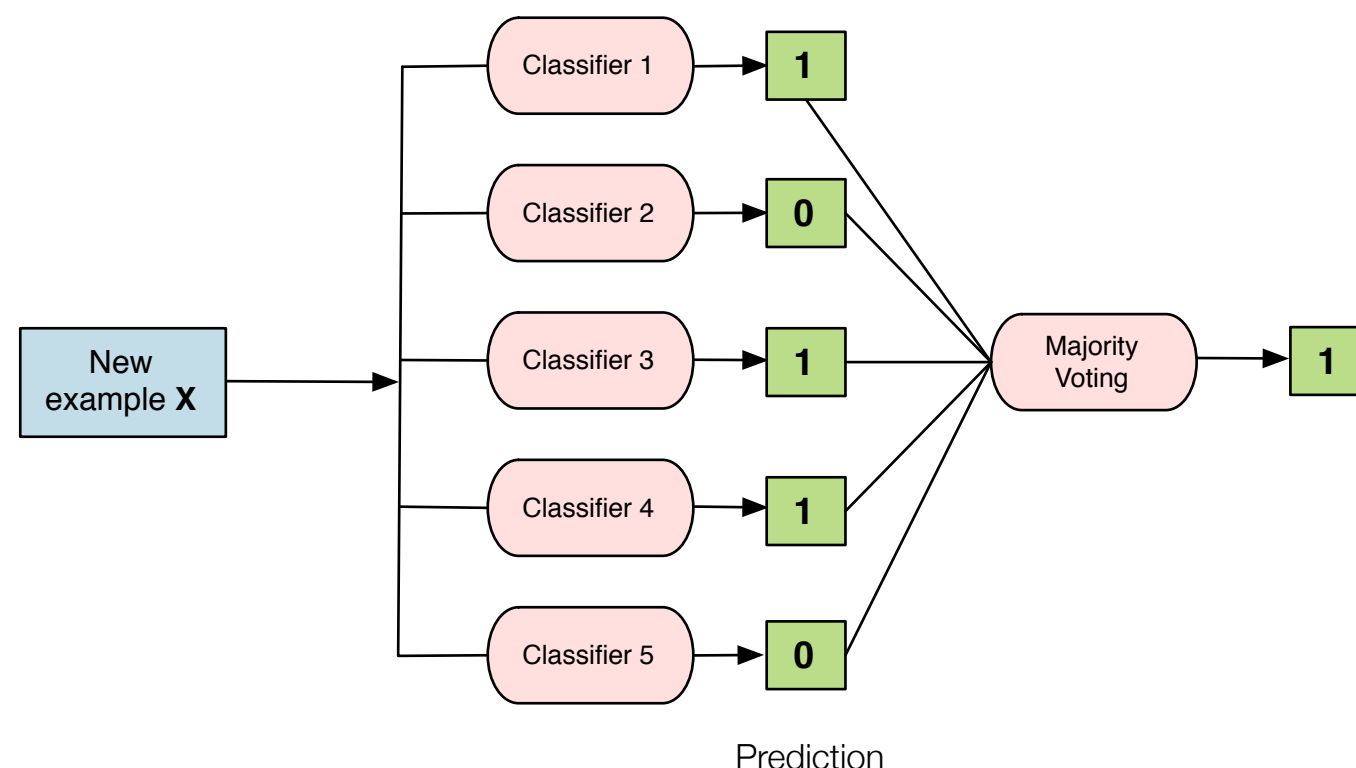 Classifier 1
1
Classifier 2
0
New
example X
Classifier 3
1
Majority
Voting
1
Classifier 4
1
Classifier 5
0
Prediction